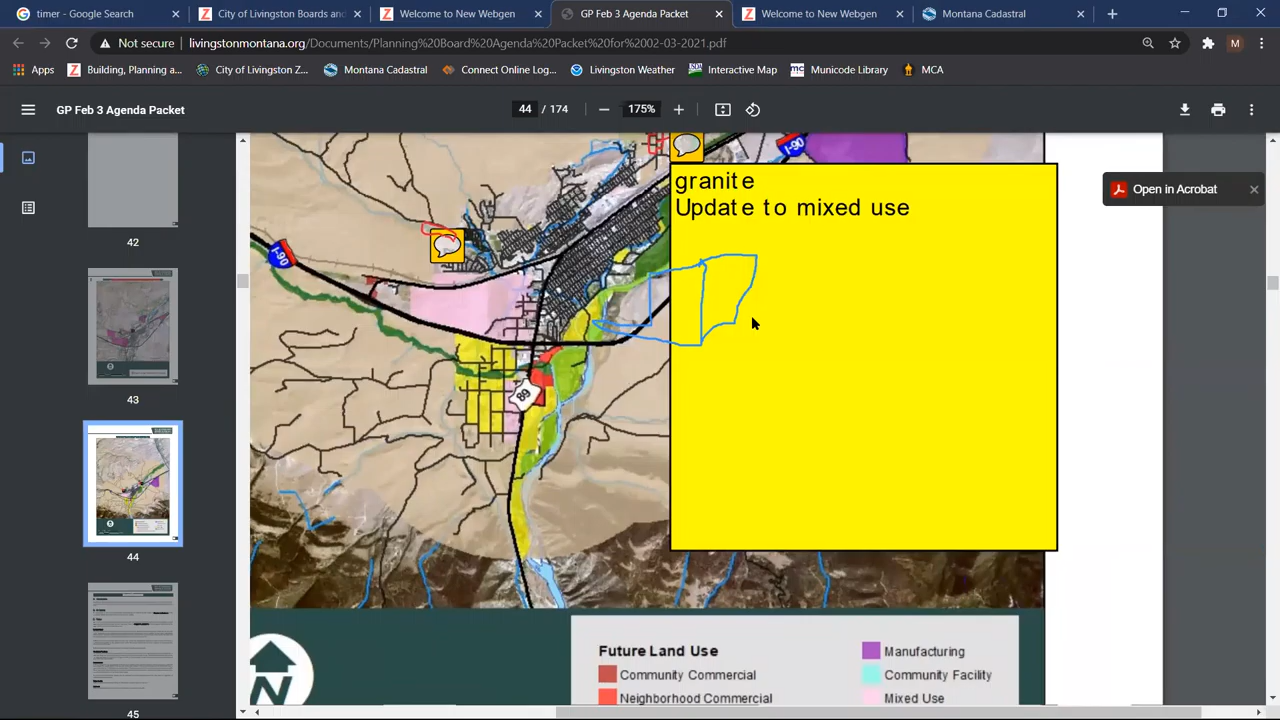 timer - Google Search
City of Livingston Boards and
Welcome to New Webgen
GP Feb 3 Agenda Packet
Welcome to New Webgen
Montana Cadastral
Not secure
livingstonmontana.org/Documents/Planning%20Board%20Agenda%20Packet%20for%2002-03-2021.pdf
M
Apps
Building, Planning a...
City of Livingston Z...
Montana Cadastral
Connect Online Log...
Livingston Weather
Interactive Map
Municode Library
MCA
GP Feb 3 Agenda Packet
44 / 174
175%
Open in Acrobat
42
43
44
45
I-90
I-90
89
granite
Update to mixed use
N
Future Land Use
Community Commercial
Neighborhood Commercial
Manufacturing
Community Facility
Mixed Use